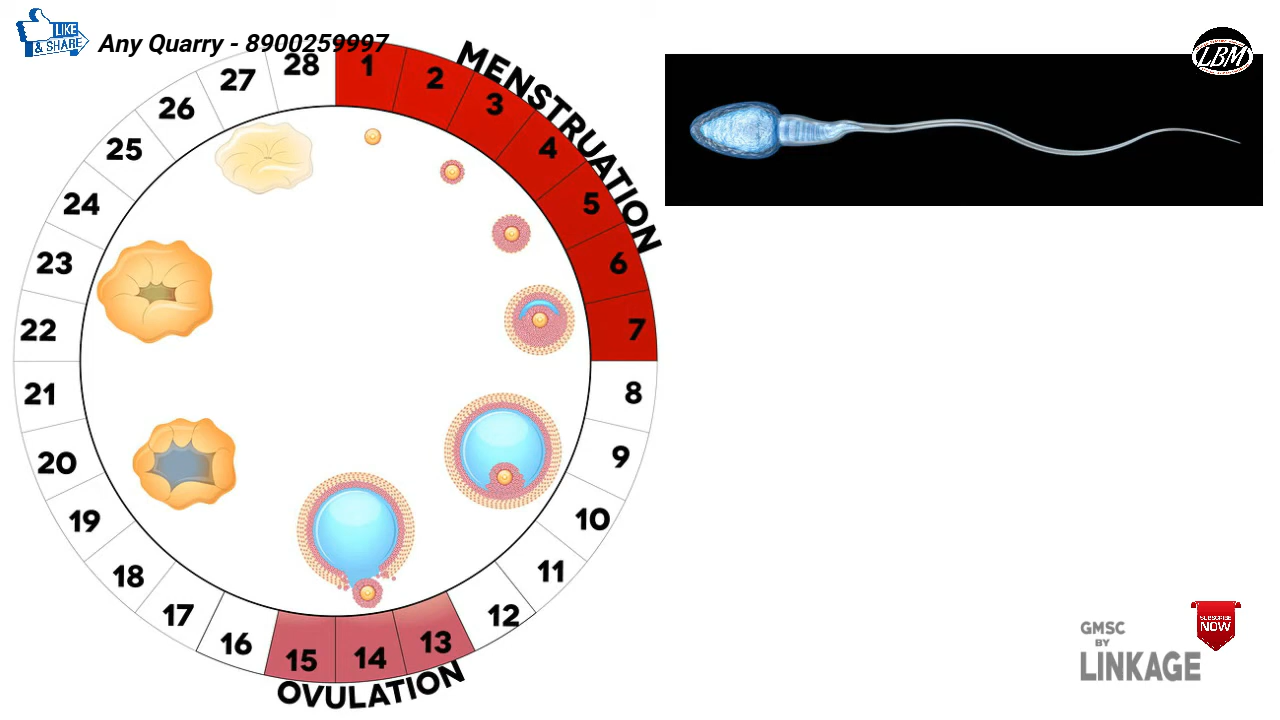 LIKE
& SHARE
Any Quarry - 8900259997
LBM
MENSTRUATION
1
2
3
4
5
6
7
8
9
10
11
12
13
14
15
16
17
18
19
20
21
22
23
24
25
26
27
28
OVULATION
SUBSCRIBE
NOW
GMSC
BY
LINKAGE